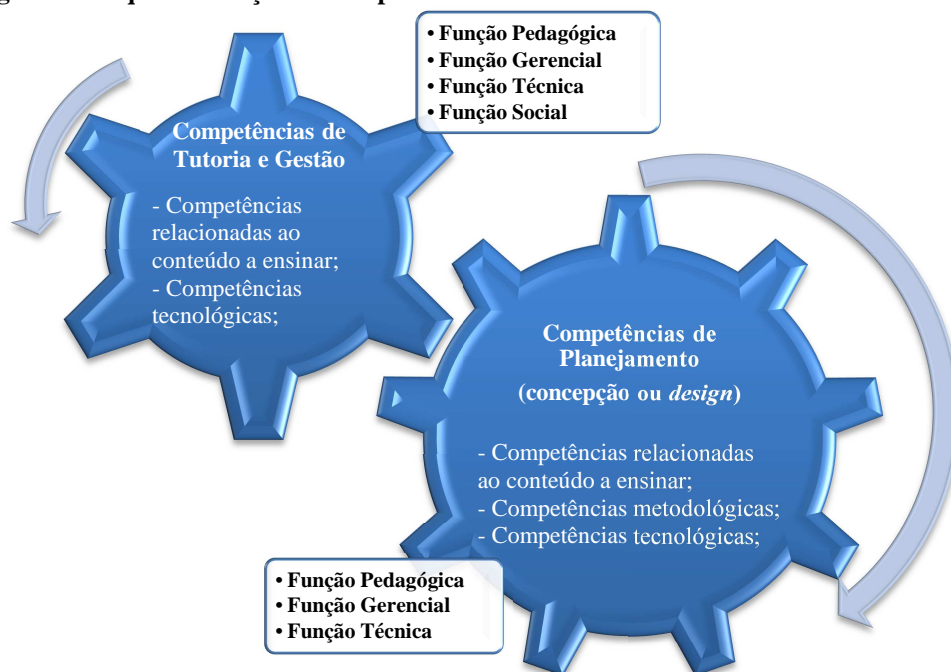 • Função Pedagógica
• Função Gerencial
• Função Técnica
• Função Social
Competências de
Tutoria e Gestão
- Competências
relacionadas ao
conteúdo a ensinar;
- Competências
tecnológicas;
Competências de
Planejamento
(concepção ou design)
- Competências relacionadas
ao conteúdo a ensinar;
- Competências metodológicas;
- Competências tecnológicas;
• Função Pedagógica
• Função Gerencial
• Função Técnica